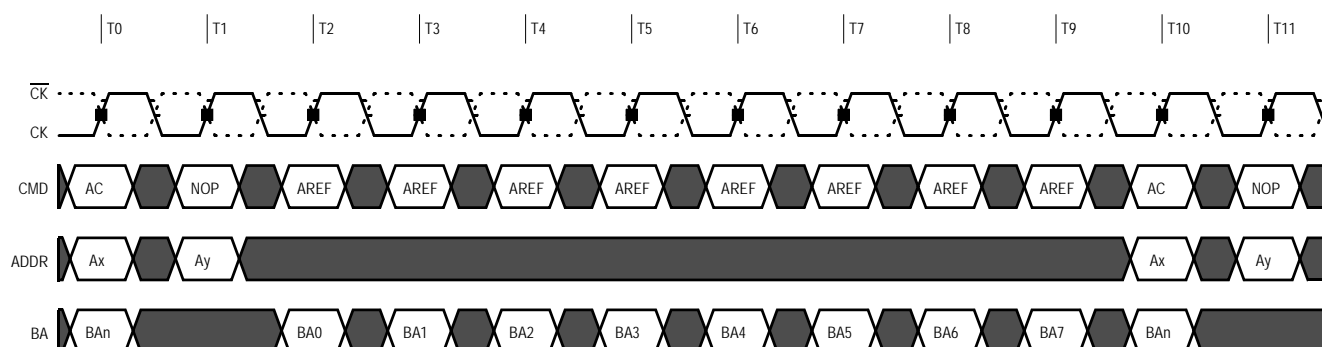 T0 T1 T2 T3 T4 T5 T6 T7 T8 T9 T10 T11
CK
CK
CMD AC NOP AREF AREF AREF AREF AREF AREF AREF AREF AC NOP
ADDR Ax Ay Ax Ay
BA BAn BA0 BA1 BA2 BA3 BA4 BA5 BA6 BA7 BAn